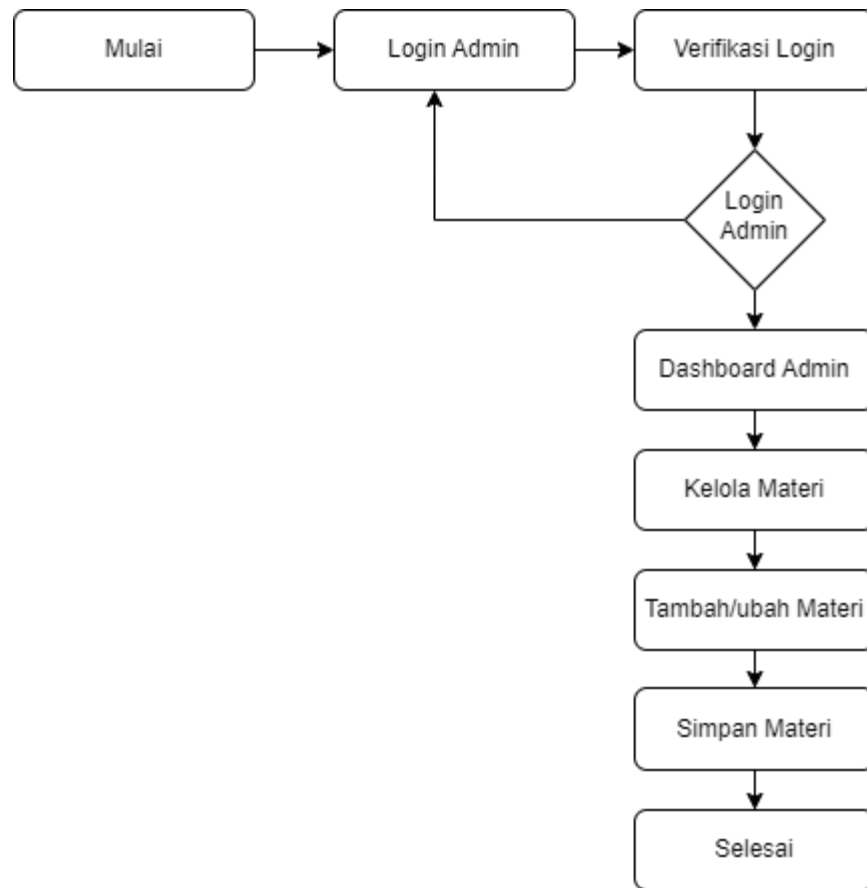 Mulai
Login Admin
Verifikasi Login
Login
Admin
Dashboard Admin
Kelola Materi
Tambah/ubah Materi
Simpan Materi
Selesai